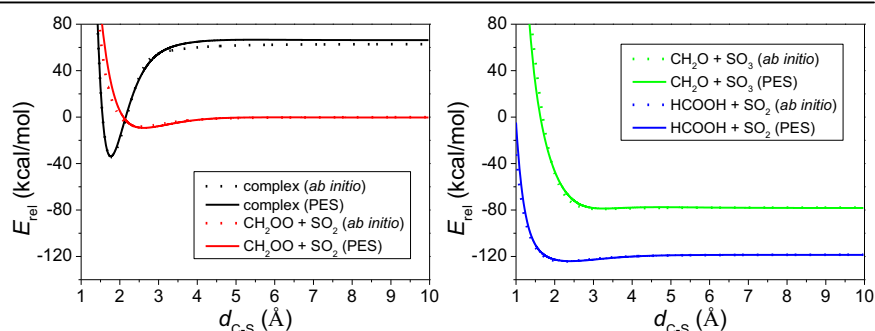 80
40
0
-40
-80
-120
E_rel (kcal/mol)
complex (ab initio)
complex (PES)
CH₂OO + SO₂ (ab initio)
CH₂OO + SO₂ (PES)
1 2 3 4 5 6 7 8 9 10
d_C-S (Å)
80
40
0
-40
-80
-120
E_rel (kcal/mol)
CH₂O + SO₃ (ab initio)
CH₂O + SO₃ (PES)
HCOOH + SO₂ (ab initio)
HCOOH + SO₂ (PES)
1 2 3 4 5 6 7 8 9 10
d_C-S (Å)